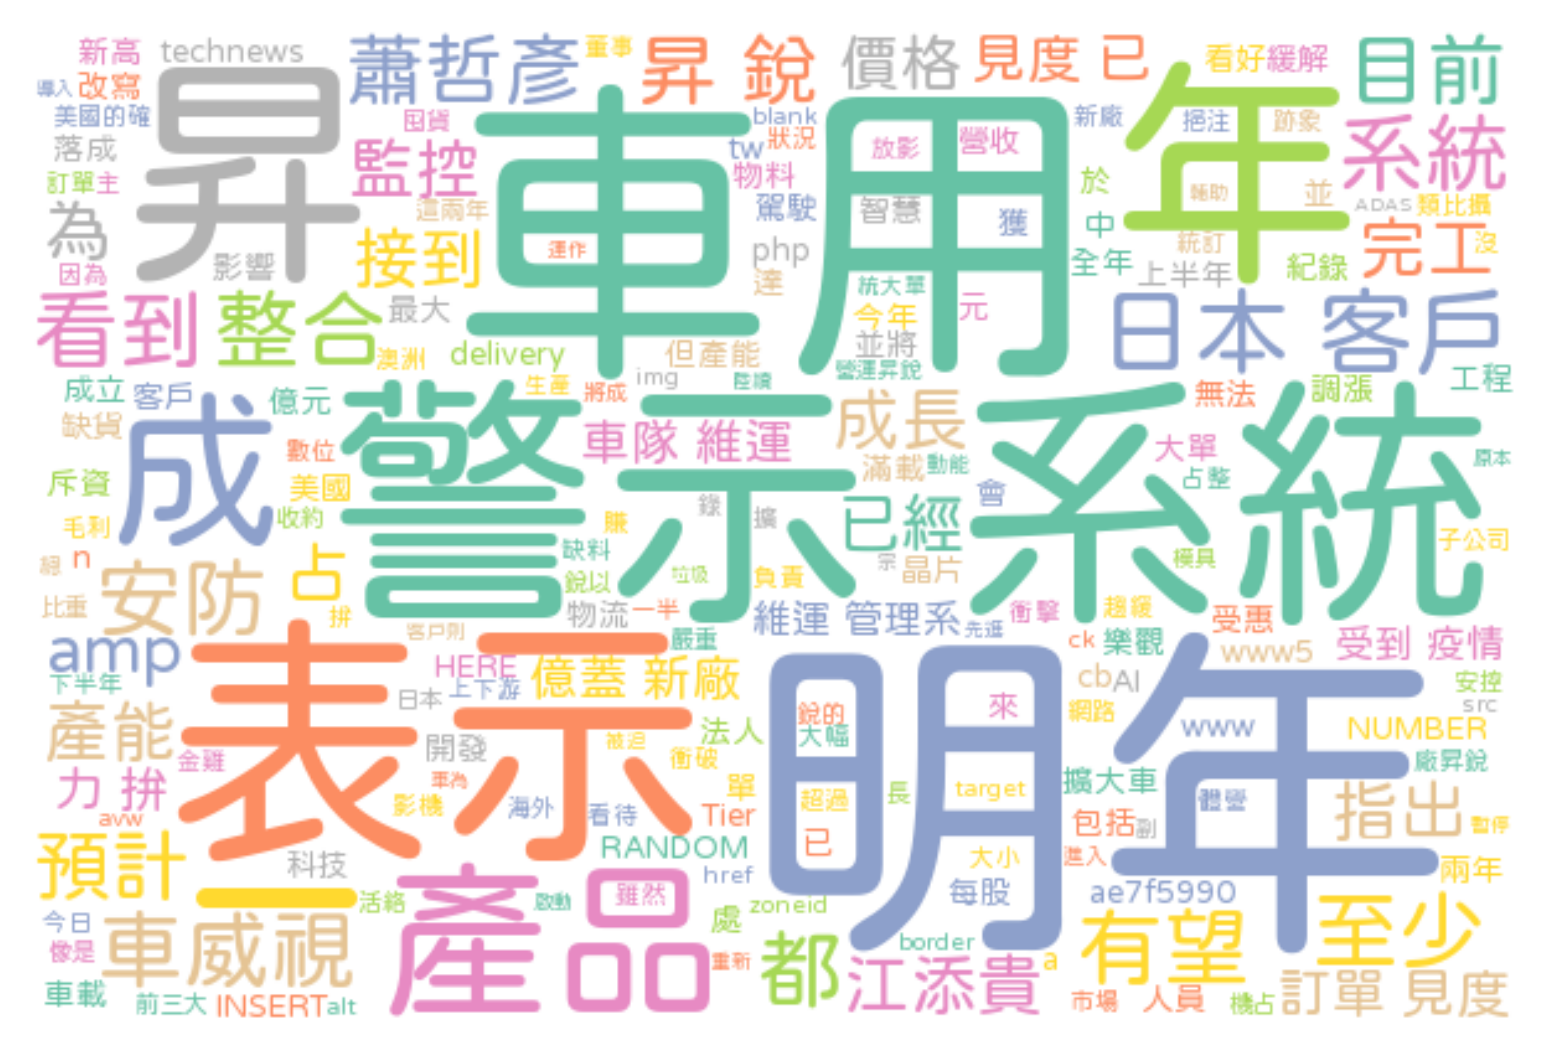 新高 technews 蕭哲彥 董事 昇 銳 價格 見度 已 看好 緩解 目前
導入 改寫 昇 車用 年
美國的確 囤貨 blank 新廠 挹注 跡象
落成 監控 tw 狀況 放影 營收 系統
訂單 主 物料 於 輔助 並 ADAS 類比攝
為 這兩年 駕駛 智慧 獲 中 統訂 完工 沒
因為 影響 接到 運作 php 達 統大單 元 全年 上半年 紀錄
看到 整合 最大 今年 日本 客戶
澳洲 delivery 但產能 並將 營運昇銳
成立 客戶 億元 生產 img 將成 陸續 無法 調漲 工程
缺貨 成 警示系統 成長
數位 車隊 維運 大單 原本
斥資 美國 滿載 動能 會 占整
毛利 收約 賺 錄 擴 已經 子公司
n 安防 占 缺料 宗 晶片 模具
比重 拚 銳以 垃圾 負責
物流 一半 維運 管理系 先進 衝擊 趨緩 受惠
amp 客戶則 嚴重 ck 樂觀 www5 受到 疫情
下半年 表示 HERE 億蓋 新廠 明年 cb AI 安控
日本 上下游 src
產能 開發 法人 銳的 來 網路 www NUMBER
金雞 被迫 衝破 大幅 廠昇銳
力 拚 車為 單 超過 長 target 擴大車 體營
avw 影機 海外 看待 Tier 已 包括 副 指出 暫停
預計 一 科技 RANDOM 大小 進入 兩年
活絡 啟動 雖然 href 每股 ae7f5990
今日 車威視 產品 處 zoneid 有望 至少
像是 重新 都 border
車載 前三大 INSERT alt 江添貴 a 市場 人員 機占 訂單 見度